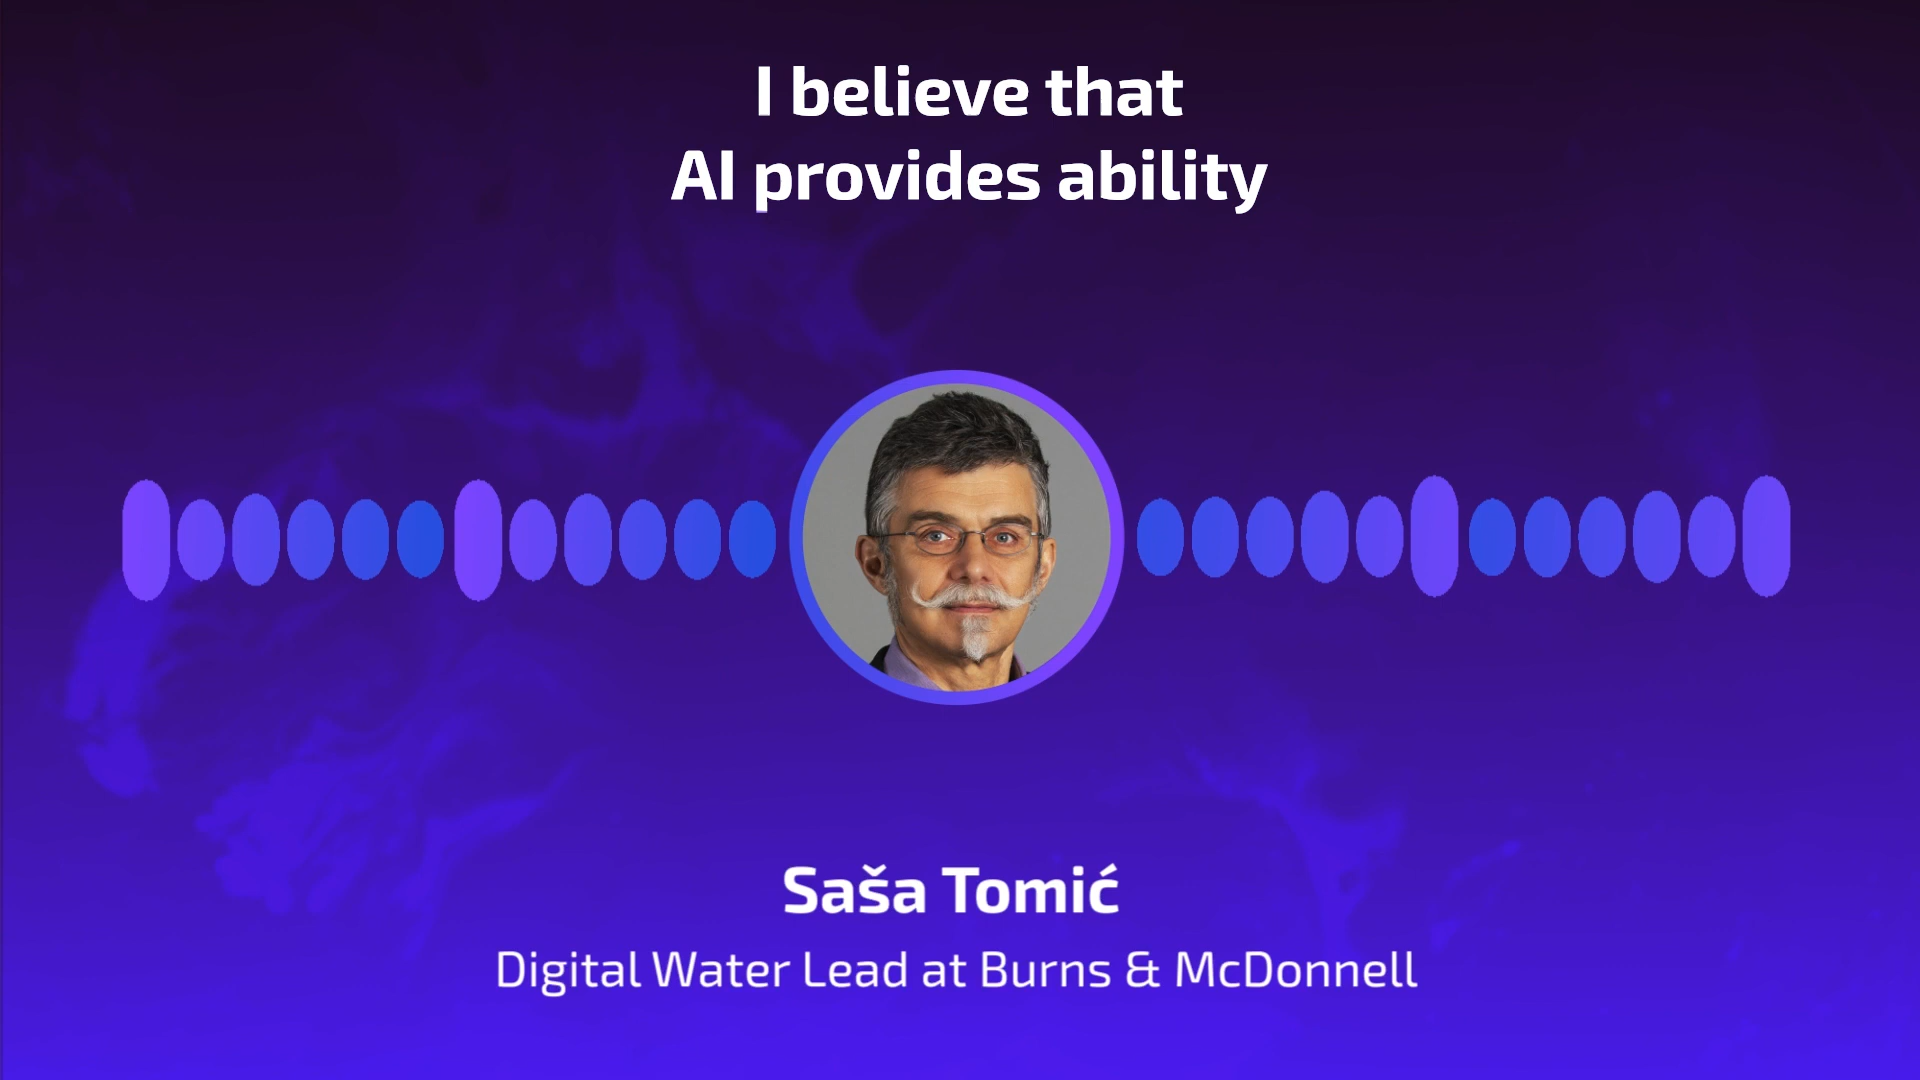 I believe that
AI provides ability
Saša Tomić
Digital Water Lead at Burns & McDonnell